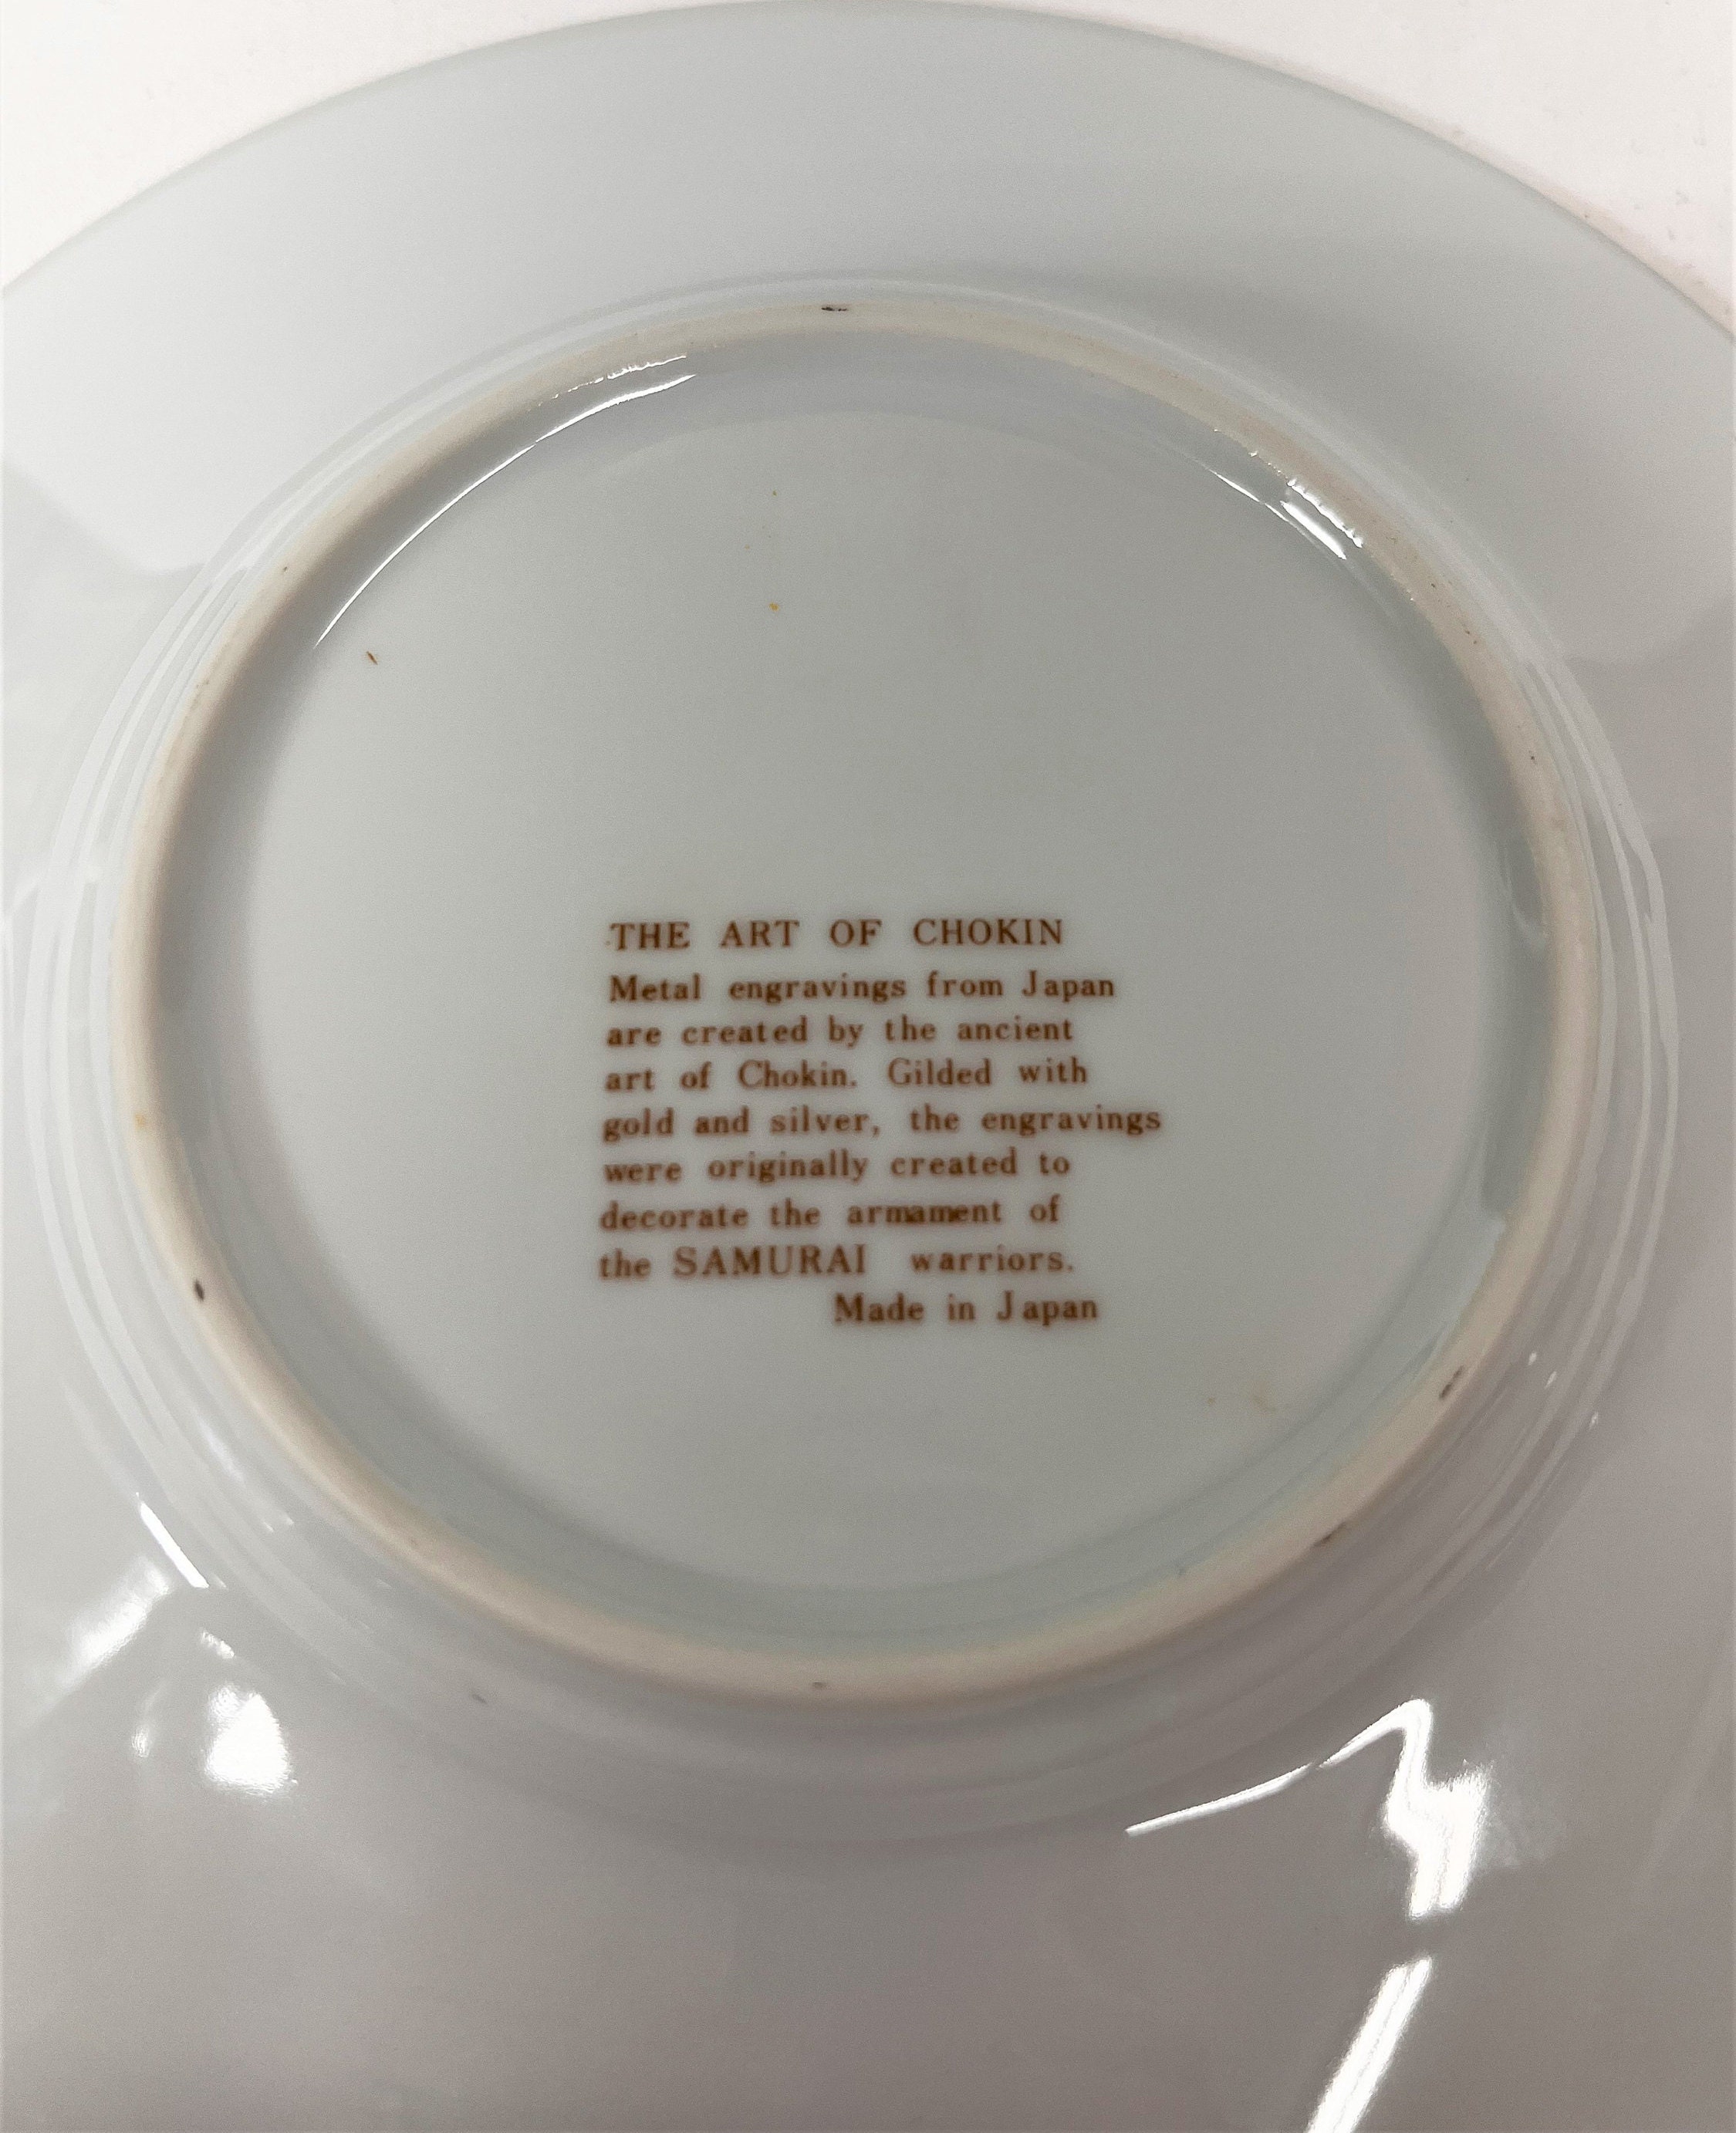 THE ART OF CHOKIN
Metal engravings from Japan
are created by the ancient
art of Chokin. Gilded with
gold and silver, the engravings
were originally created to
decorate the armament of
the SAMURAI warriors.
Made in Japan